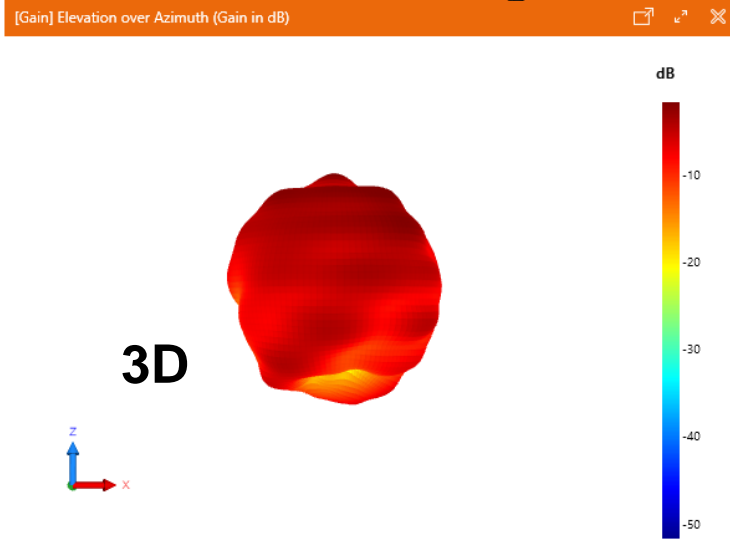 [Gain] Elevation over Azimuth (Gain in dB)
dB
-10
-20
-30
-40
-50
3D
Z
X